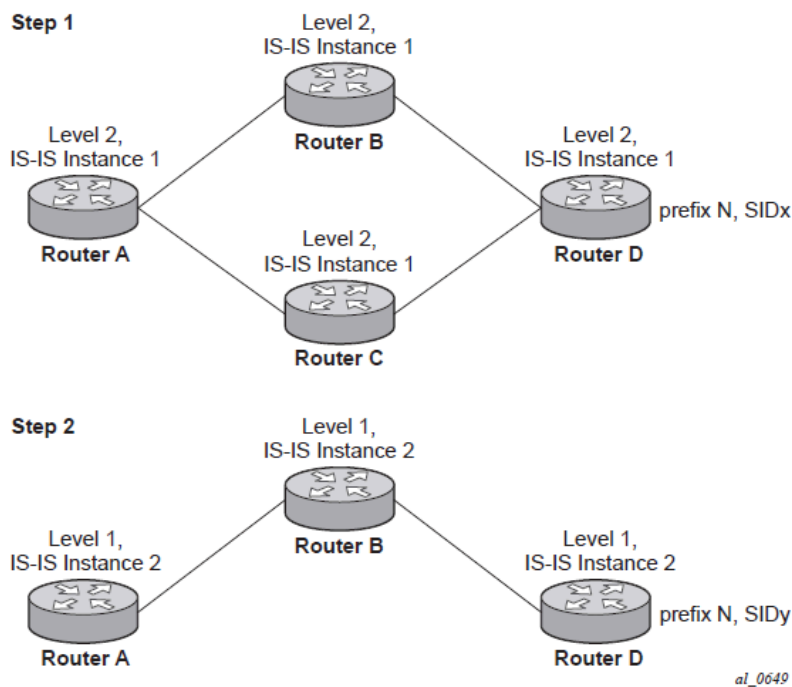 Step 1
Level 2,
IS-IS Instance 1
Router B
Level 2,
IS-IS Instance 1
Router A
Level 2,
IS-IS Instance 1
prefix N, SIDx
Router D
Level 2,
IS-IS Instance 1
Router C
Step 2
Level 1,
IS-IS Instance 2
Router B
Level 1,
IS-IS Instance 2
Router A
Level 1,
IS-IS Instance 2
prefix N, SIDy
Router D
al_0649